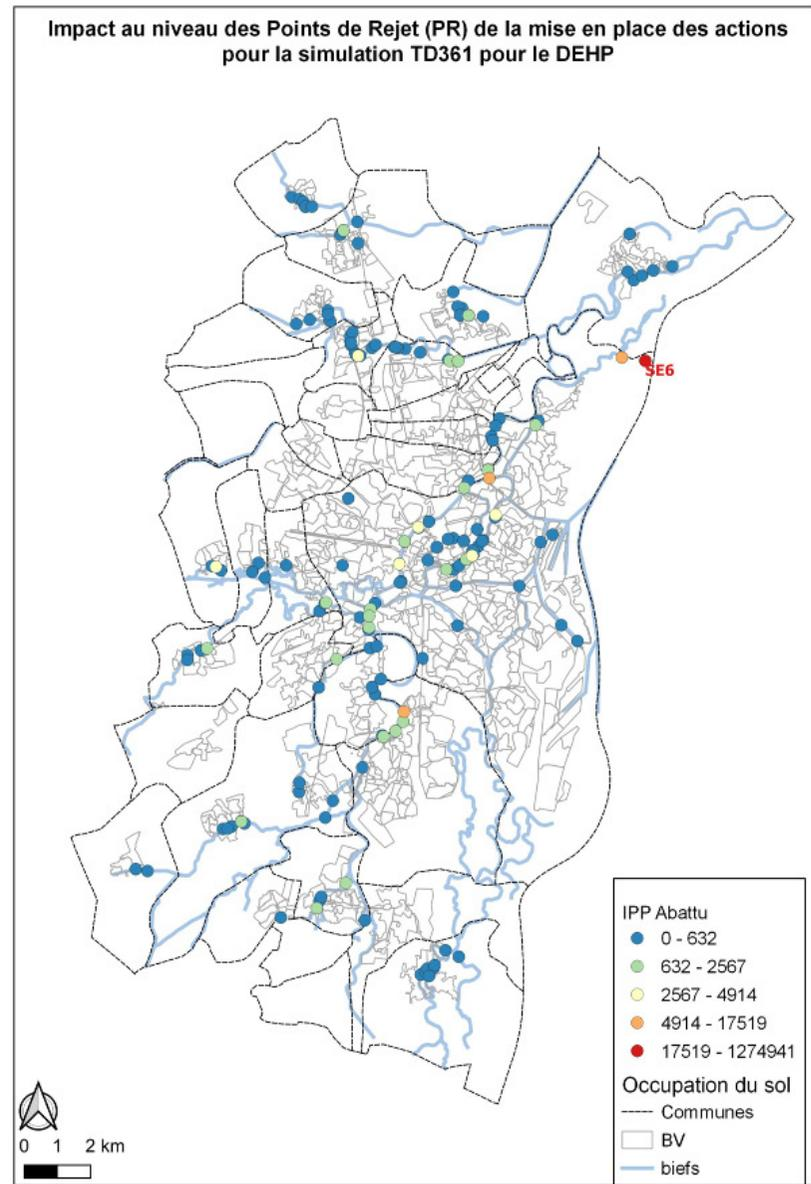 Impact au niveau des Points de Rejet (PR) de la mise en place des actions
pour la simulation TD361 pour le DEHP
SE6
IPP Abattu
0 - 632
632 - 2567
2567 - 4914
4914 - 17519
17519 - 1274941
Occupation du sol
Communes
BV
biefs
0 1 2 km